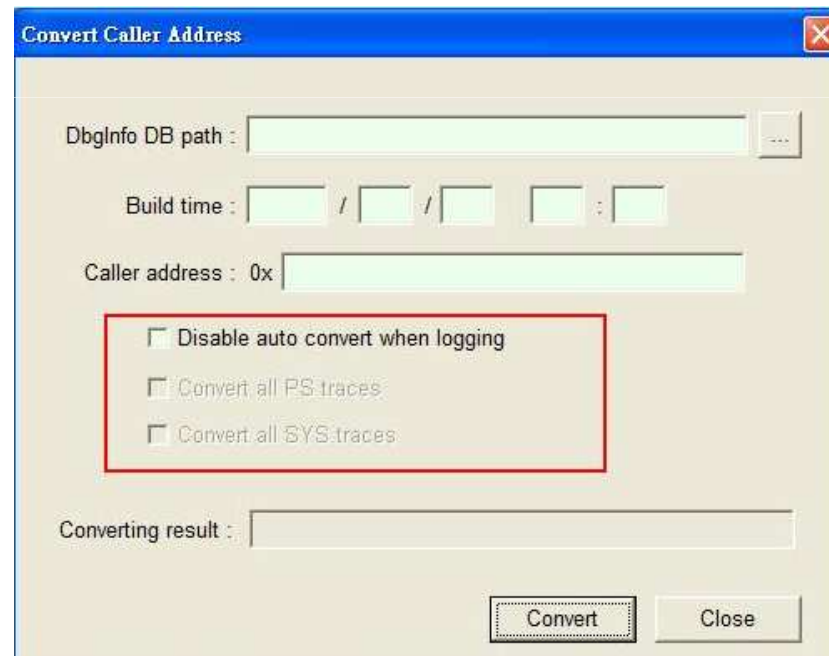 Convert Caller Address
DbgInfo DB path :
...
Build time : / / :
Caller address : 0x
Disable auto convert when logging
Convert all PS traces
Convert all SYS traces
Converting result :
Convert Close